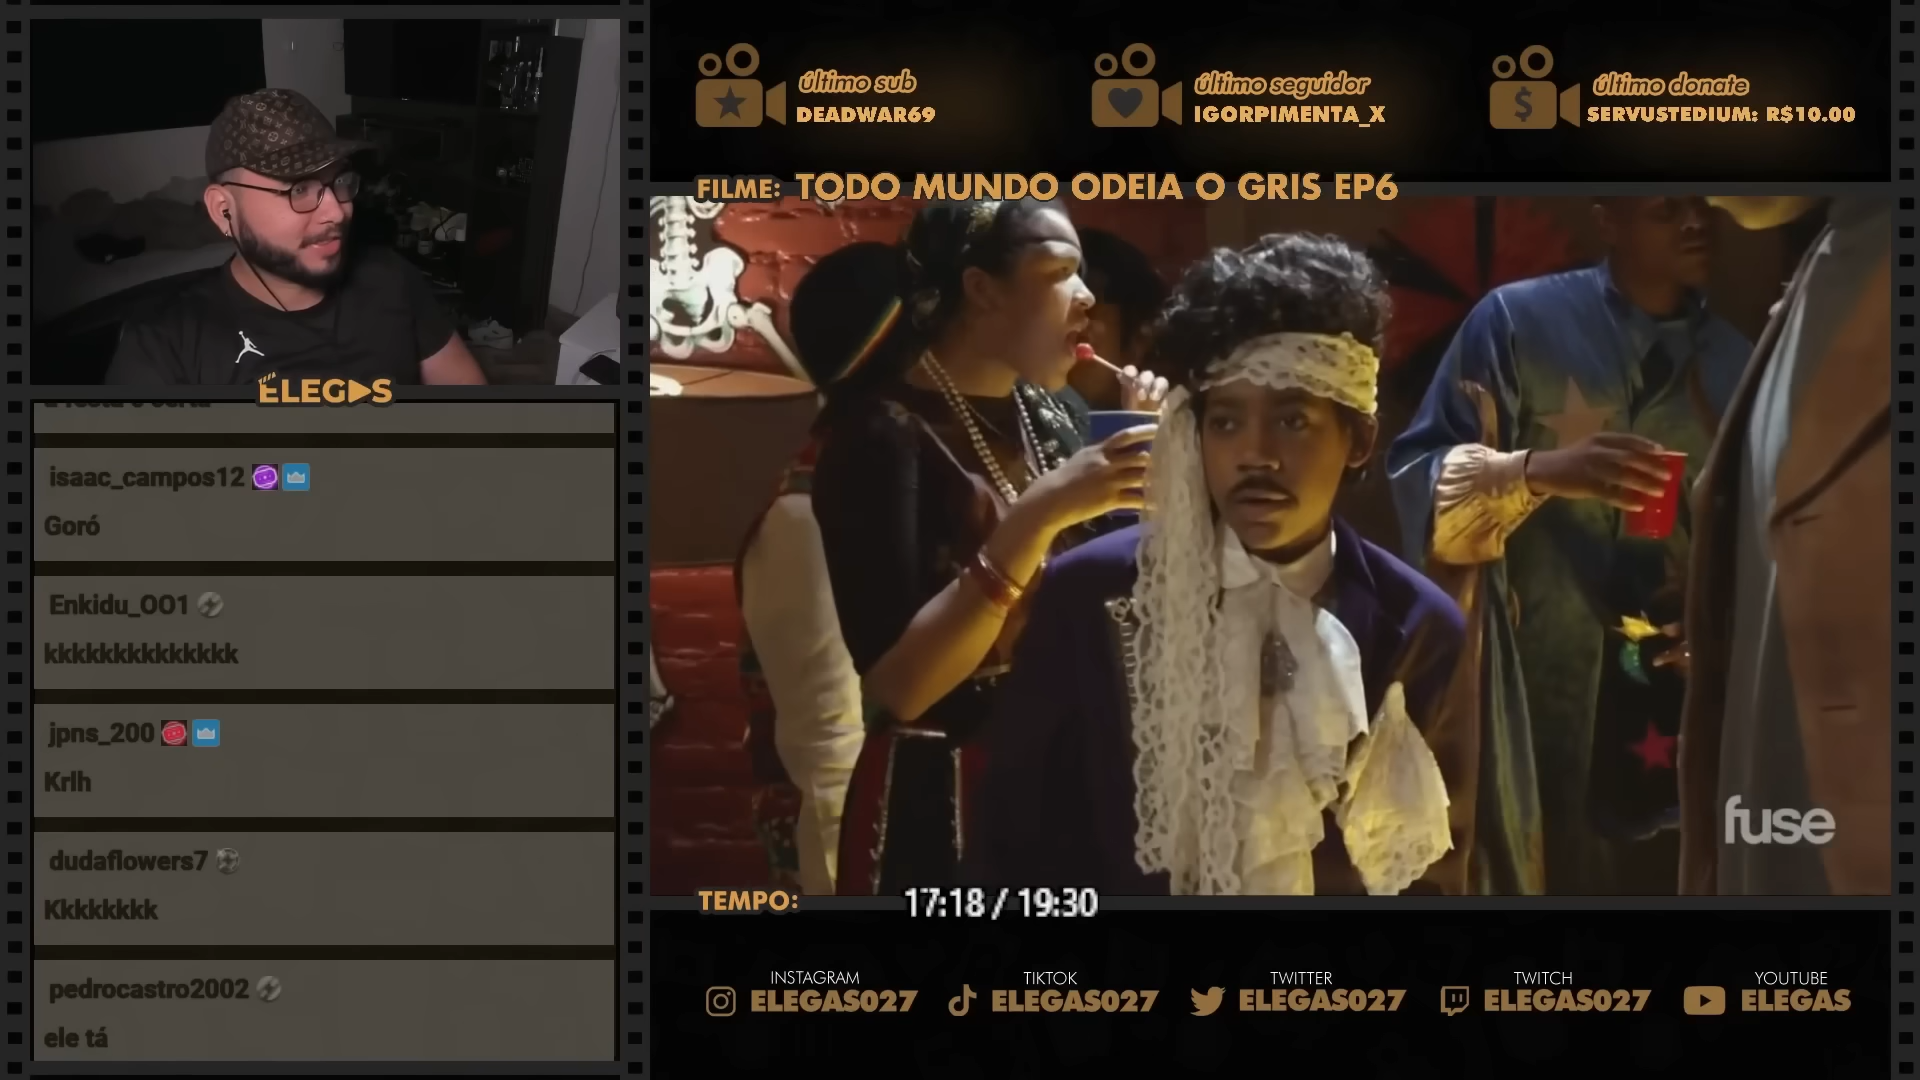 último sub
DEADWAR69
último seguidor
IGORPIMENTA_X
último donate
SERVUSTEDIUM: R$10.00
FILME: TODO MUNDO ODEIA O GRIS EP6
ELEGAS
isaac_campos12
Goró
Enkidu_OO1
kkkkkkkkkkkkkk
jpns_200
Krlh
dudaflowers7
Kkkkkkkk
pedrocastro2002
ele tá
fuse
TEMPO: 17:18 / 19:30
INSTAGRAM
ELEGAS027
TIKTOK
ELEGAS027
TWITTER
ELEGAS027
TWITCH
ELEGAS027
YOUTUBE
ELEGAS